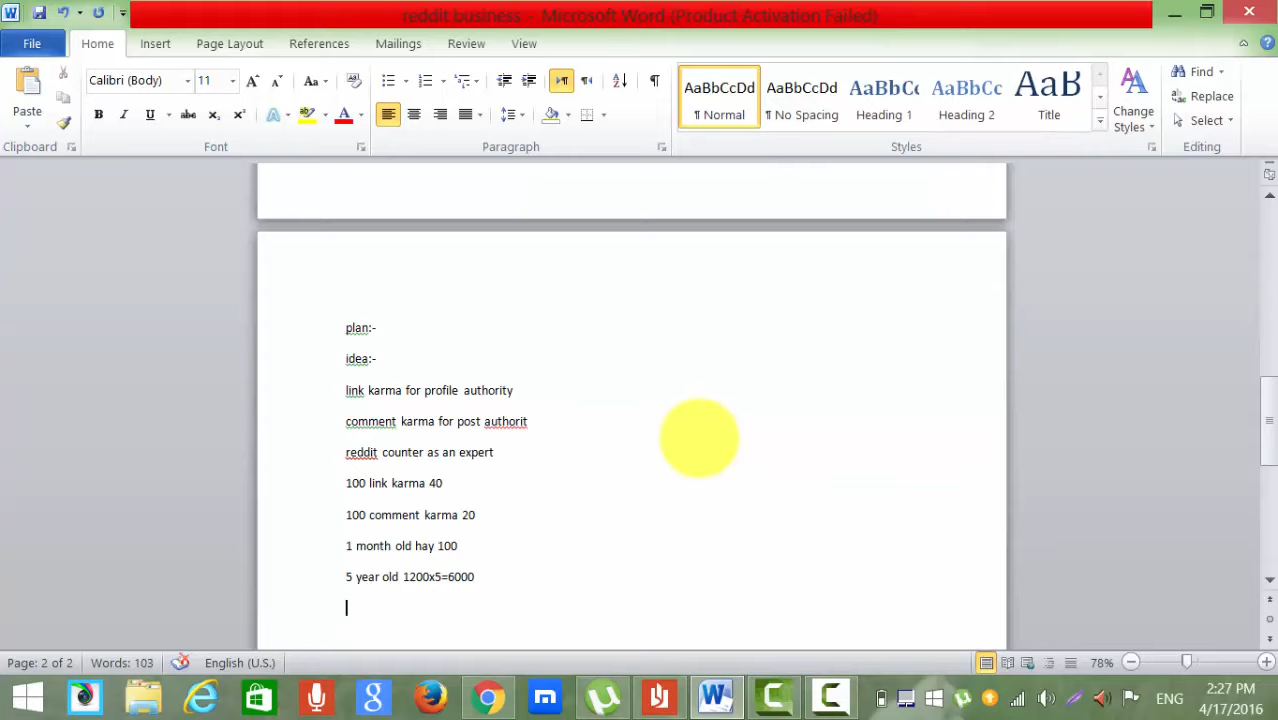 reddit business - Microsoft Word (Product Activation Failed)
File Home Insert Page Layout References Mailings Review View
Paste
Clipboard
Calibri (Body) 11
Font
Paragraph
AaBbCcDd AaBbCcDd AaBbCc AaBbCc AaB
¶ Normal ¶ No Spacing Heading 1 Heading 2 Title
Change Styles
Styles
Find
Replace
Select
Editing
plan:-
idea:-
link karma for profile authority
comment karma for post authorit
reddit counter as an expert
100 link karma 40
100 comment karma 20
1 month old hay 100
5 year old 1200x5=6000
Page: 2 of 2 Words: 103 English (U.S.) 78%
ENG 2:27 PM
4/17/2016